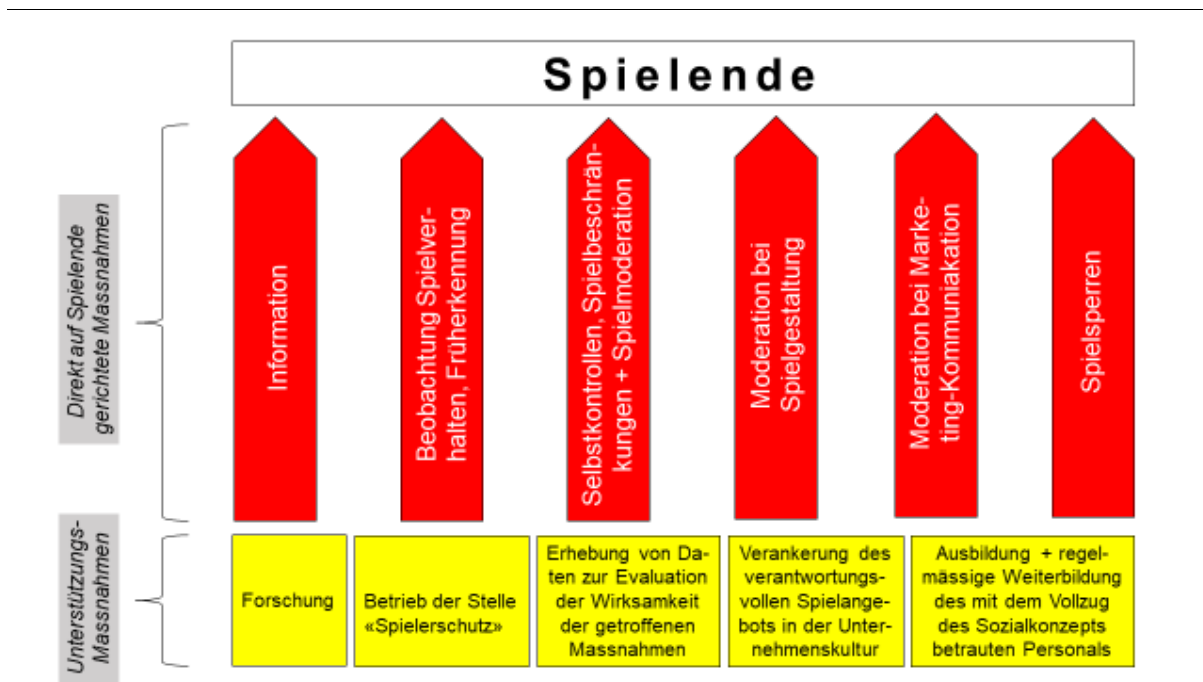 Spielende
Direkt auf Spielende
gerichtete Massnahmen
Information
Beobachtung Spielver-
halten, Früherkennung
Selbstkontrollen, Spielbeschrän-
kungen + Spielmoderation
Moderation bei
Spielgestaltung
Moderation bei Marke-
ting-Kommuniakation
Spielsperren
Unterstützungs-
Massnahmen
Forschung
Betrieb der Stelle
«Spielerschutz»
Erhebung von Da-
ten zur Evaluation
der Wirksamkeit
der getroffenen
Massnahmen
Verankerung des
verantwortungs-
vollen Spielange-
bots in der Unter-
nehmenskultur
Ausbildung + regel-
mässige Weiterbildung
des mit dem Vollzug
des Sozialkonzepts
betrauten Personals